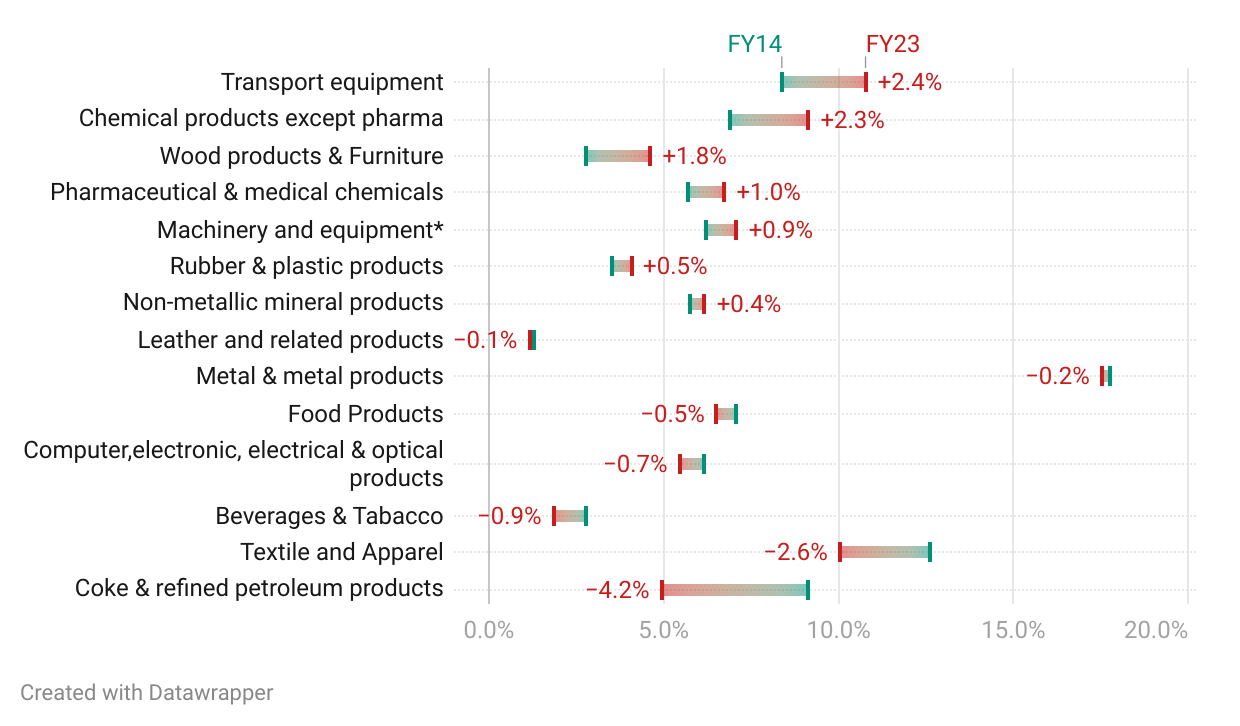 FY14 FY23
Transport equipment +2.4%
Chemical products except pharma +2.3%
Wood products & Furniture +1.8%
Pharmaceutical & medical chemicals +1.0%
Machinery and equipment* +0.9%
Rubber & plastic products +0.5%
Non-metallic mineral products +0.4%
Leather and related products −0.1%
Metal & metal products −0.2%
Food Products −0.5%
Computer,electronic, electrical & optical
products −0.7%
Beverages & Tabacco −0.9%
Textile and Apparel −2.6%
Coke & refined petroleum products −4.2%
0.0% 5.0% 10.0% 15.0% 20.0%
Created with Datawrapper